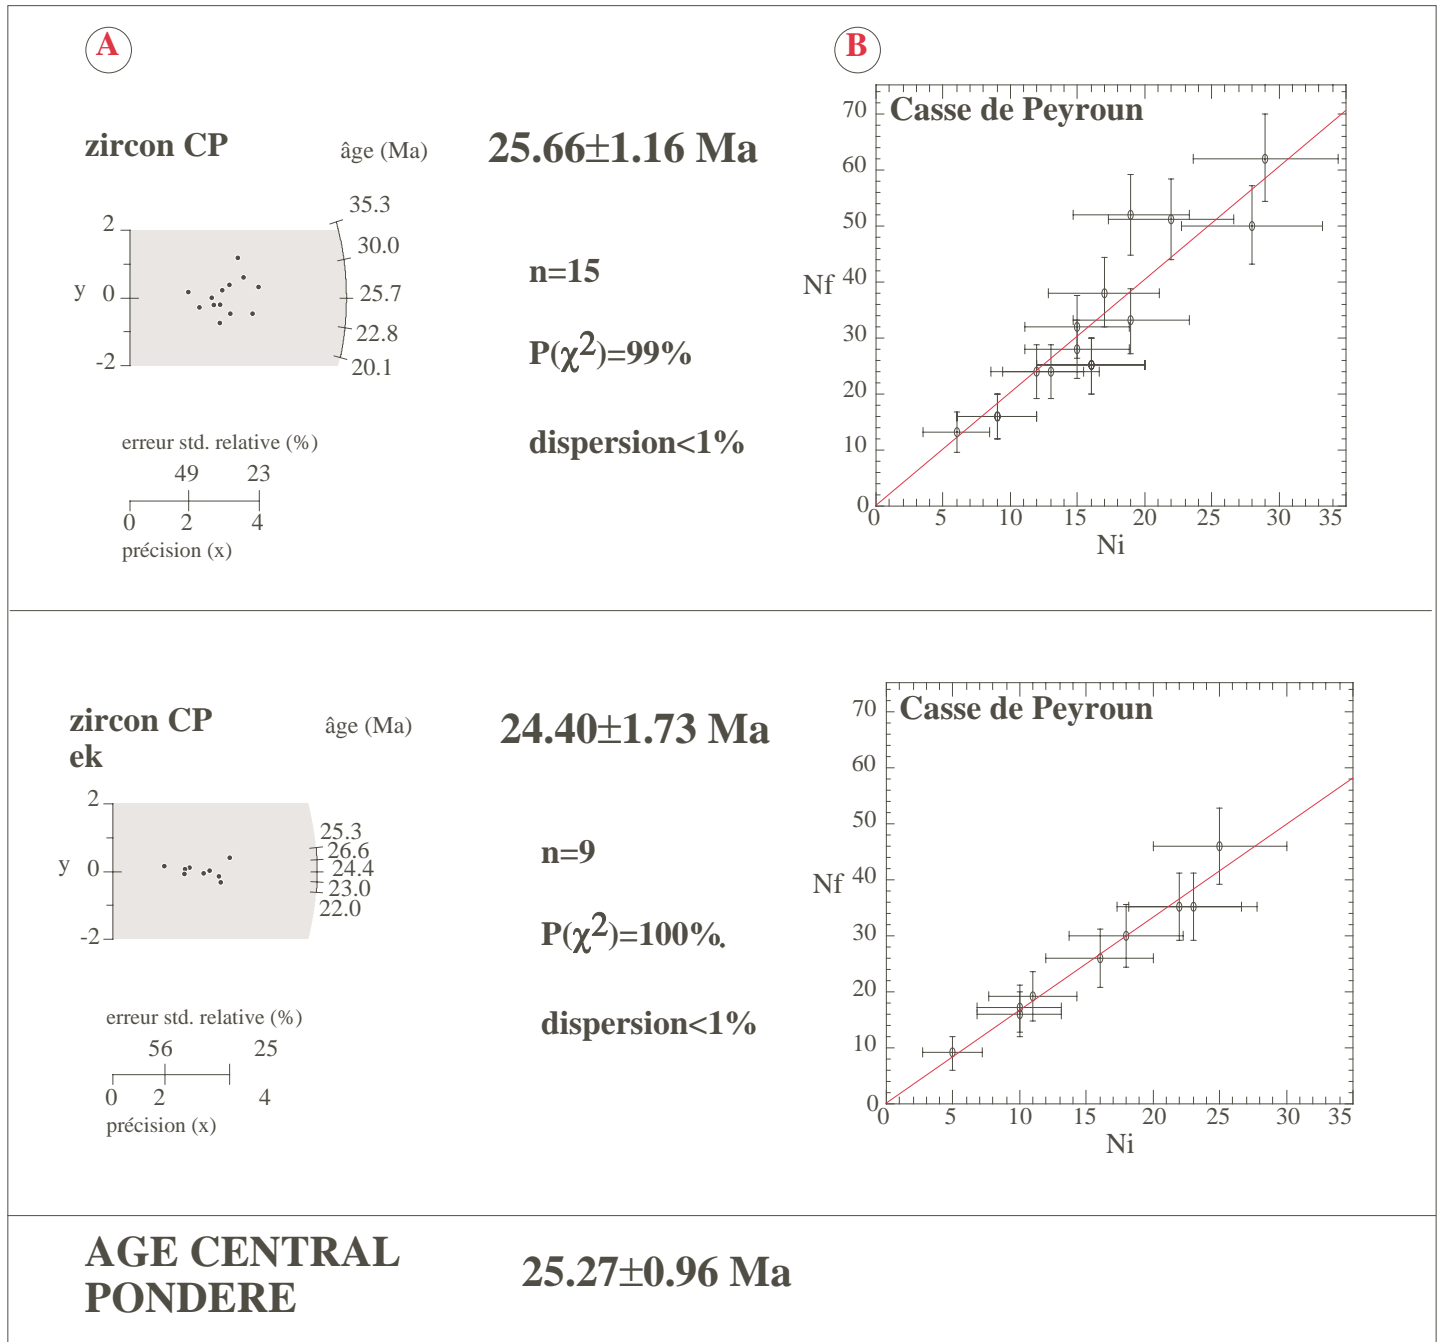 A
B
zircon CP
âge (Ma)
25.66±1.16 Ma
35.3
30.0
25.7
22.8
20.1
2
y 0
-2
n=15
P(χ2)=99%
dispersion<1%
erreur std. relative (%)
49 23
0 2 4
précision (x)
Casse de Peyroun
70
60
50
Nf 40
30
20
10
0
0 5 10 15 20 25 30 35
Ni
zircon CP
ek
âge (Ma)
24.40±1.73 Ma
25.3
26.6
24.4
23.0
22.0
2
y 0
-2
n=9
P(χ2)=100%.
dispersion<1%
erreur std. relative (%)
56 25
0 2 4
précision (x)
Casse de Peyroun
70
60
50
Nf 40
30
20
10
0
0 5 10 15 20 25 30 35
Ni
AGE CENTRAL
PONDERE
25.27±0.96 Ma